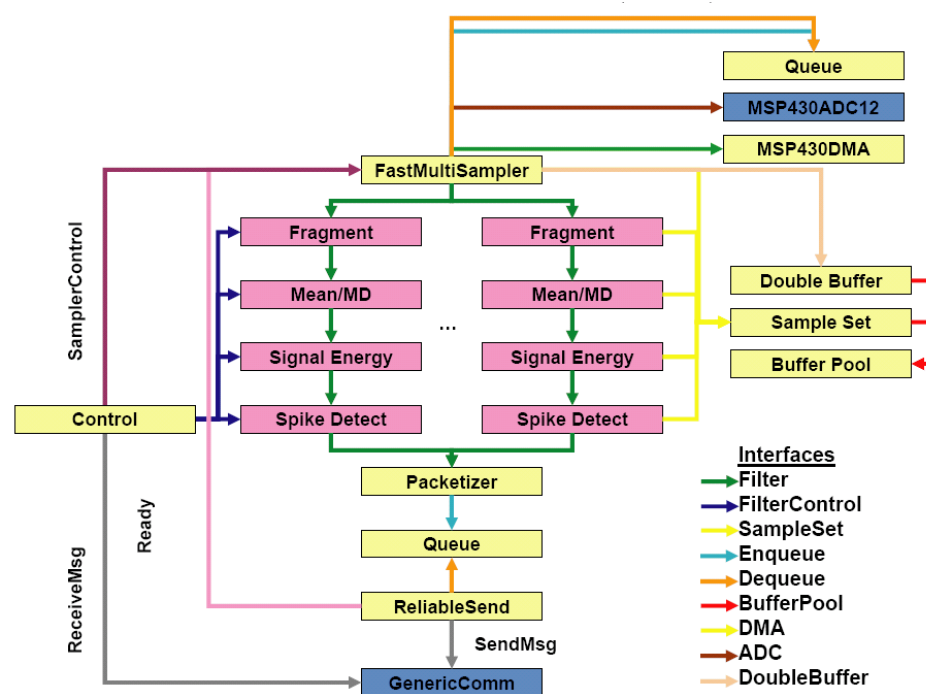 Queue
MSP430ADC12
MSP430DMA
FastMultiSampler
SamplerControl
Fragment
Fragment
Mean/MD
Mean/MD
...
Signal Energy
Signal Energy
Spike Detect
Spike Detect
Double Buffer
Sample Set
Buffer Pool
Control
Packetizer
Queue
ReliableSend
SendMsg
GenericComm
ReceiveMsg
Ready
Interfaces
Filter
FilterControl
SampleSet
Enqueue
Dequeue
BufferPool
DMA
ADC
DoubleBuffer